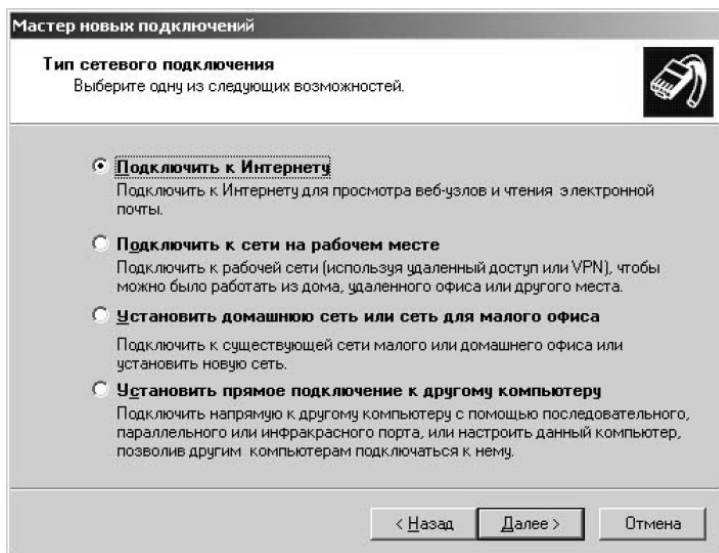 Мастер новых подключений
Тип сетевого подключения
Выберите одну из следующих возможностей.
Подключить к Интернету
Подключить к Интернету для просмотра веб-узлов и чтения электронной
почты.
Подключить к сети на рабочем месте
Подключить к рабочей сети (используя удаленный доступ или VPN), чтобы
можно было работать из дома, удаленного офиса или другого места.
Установить домашнюю сеть или сеть для малого офиса
Подключить к существующей сети малого или домашнего офиса или
установить новую сеть.
Установить прямое подключение к другому компьютеру
Подключить напрямую к другому компьютеру с помощью последовательного,
параллельного или инфракрасного порта, или настроить данный компьютер,
позволив другим компьютерам подключаться к нему.
< Назад Далее > Отмена